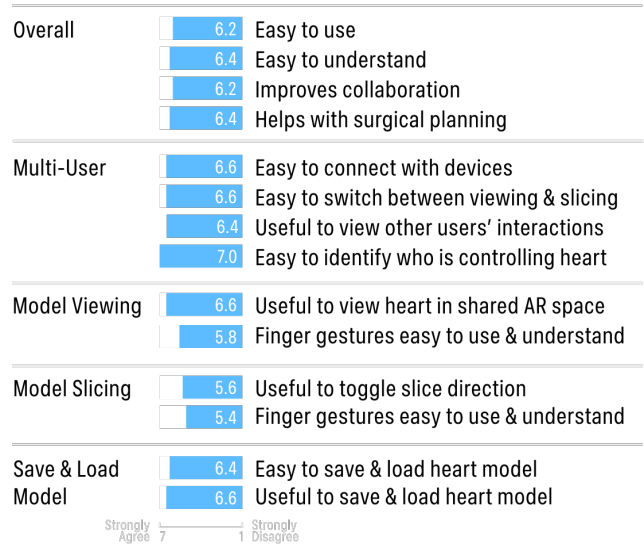 Overall
6.2 Easy to use
6.4 Easy to understand
6.2 Improves collaboration
6.4 Helps with surgical planning
Multi-User
6.6 Easy to connect with devices
6.6 Easy to switch between viewing & slicing
6.4 Useful to view other users' interactions
7.0 Easy to identify who is controlling heart
Model Viewing
6.6 Useful to view heart in shared AR space
5.8 Finger gestures easy to use & understand
Model Slicing
5.6 Useful to toggle slice direction
5.4 Finger gestures easy to use & understand
Save & Load
Model
6.4 Easy to save & load heart model
6.6 Useful to save & load heart model
Strongly
Agree 7
1 Strongly
Disagree